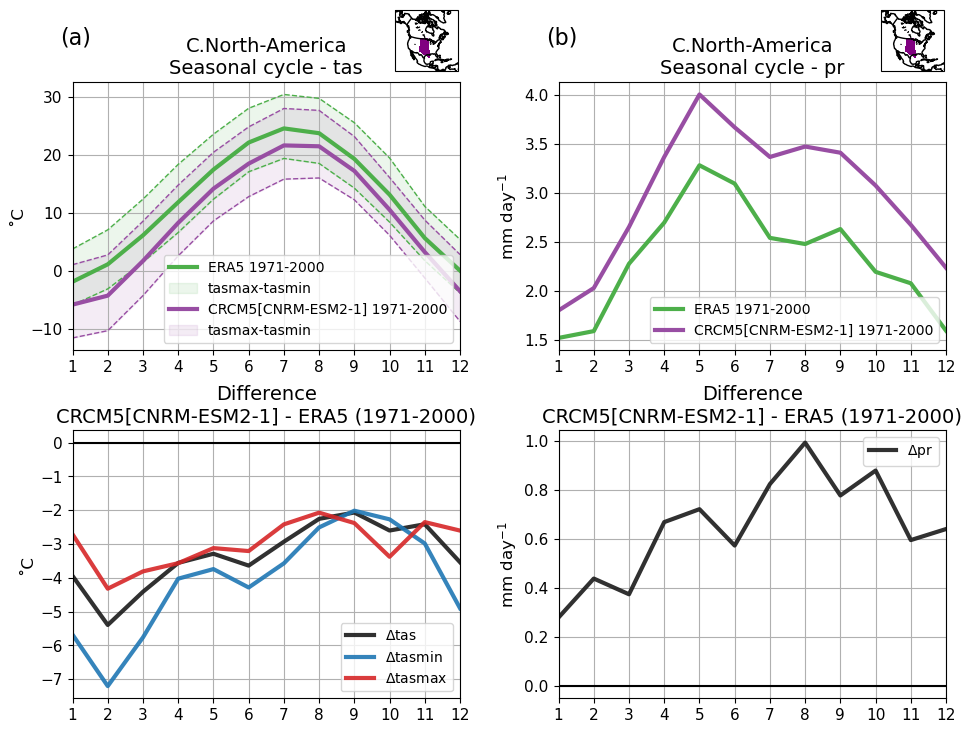 (a)
C.North-America
Seasonal cycle - tas
30
20
10
0
−10
˚C
ERA5 1971-2000
tasmax-tasmin
CRCM5[CNRM-ESM2-1] 1971-2000
tasmax-tasmin
1 2 3 4 5 6 7 8 9 10 11 12
(b)
C.North-America
Seasonal cycle - pr
4.0
3.5
3.0
2.5
2.0
1.5
mm day⁻¹
ERA5 1971-2000
CRCM5[CNRM-ESM2-1] 1971-2000
1 2 3 4 5 6 7 8 9 10 11 12
Difference
CRCM5[CNRM-ESM2-1] - ERA5 (1971-2000)
0
−1
−2
−3
−4
−5
−6
−7
˚C
Δtas
Δtasmin
Δtasmax
1 2 3 4 5 6 7 8 9 10 11 12
Difference
CRCM5[CNRM-ESM2-1] - ERA5 (1971-2000)
1.0
0.8
0.6
0.4
0.2
0.0
mm day⁻¹
Δpr
1 2 3 4 5 6 7 8 9 10 11 12